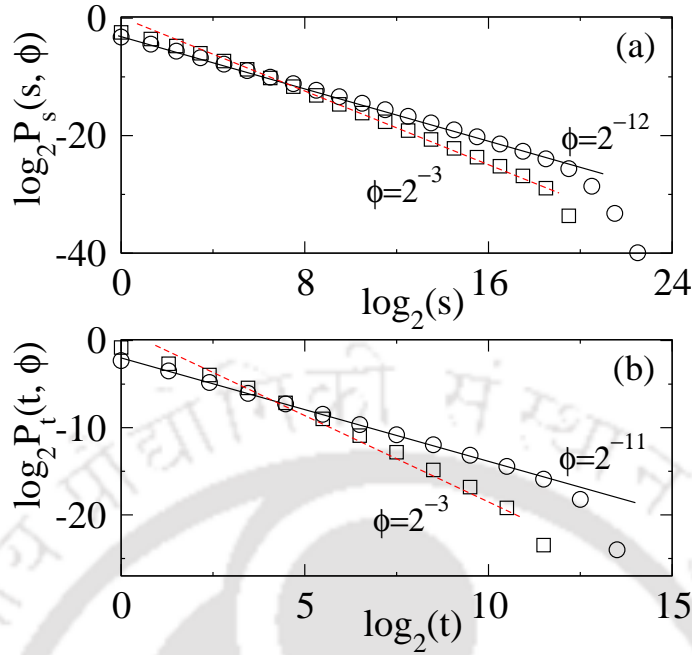 0
-20
-40
log₂Pₛ(s, ϕ)
(a)
ϕ=2⁻¹²
ϕ=2⁻³
0 8 16 24
log₂(s)
0
-10
-20
log₂Pₜ(t, ϕ)
(b)
ϕ=2⁻¹¹
ϕ=2⁻³
0 5 10 15
log₂(t)